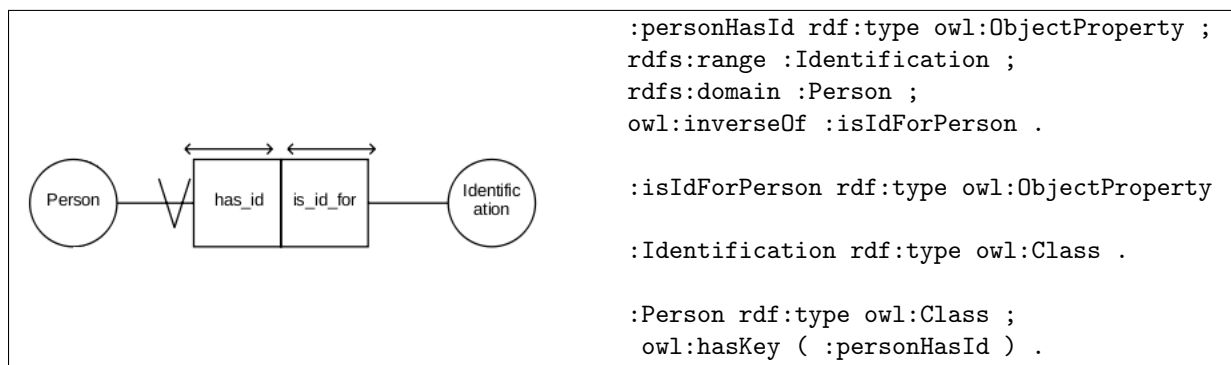 Person
has_id
is_id_for
Identific
ation
:personHasId rdf:type owl:ObjectProperty ;
rdfs:range :Identification ;
rdfs:domain :Person ;
owl:inverseOf :isIdForPerson .
:isIdForPerson rdf:type owl:ObjectProperty
:Identification rdf:type owl:Class .
:Person rdf:type owl:Class ;
owl:hasKey ( :personHasId ) .